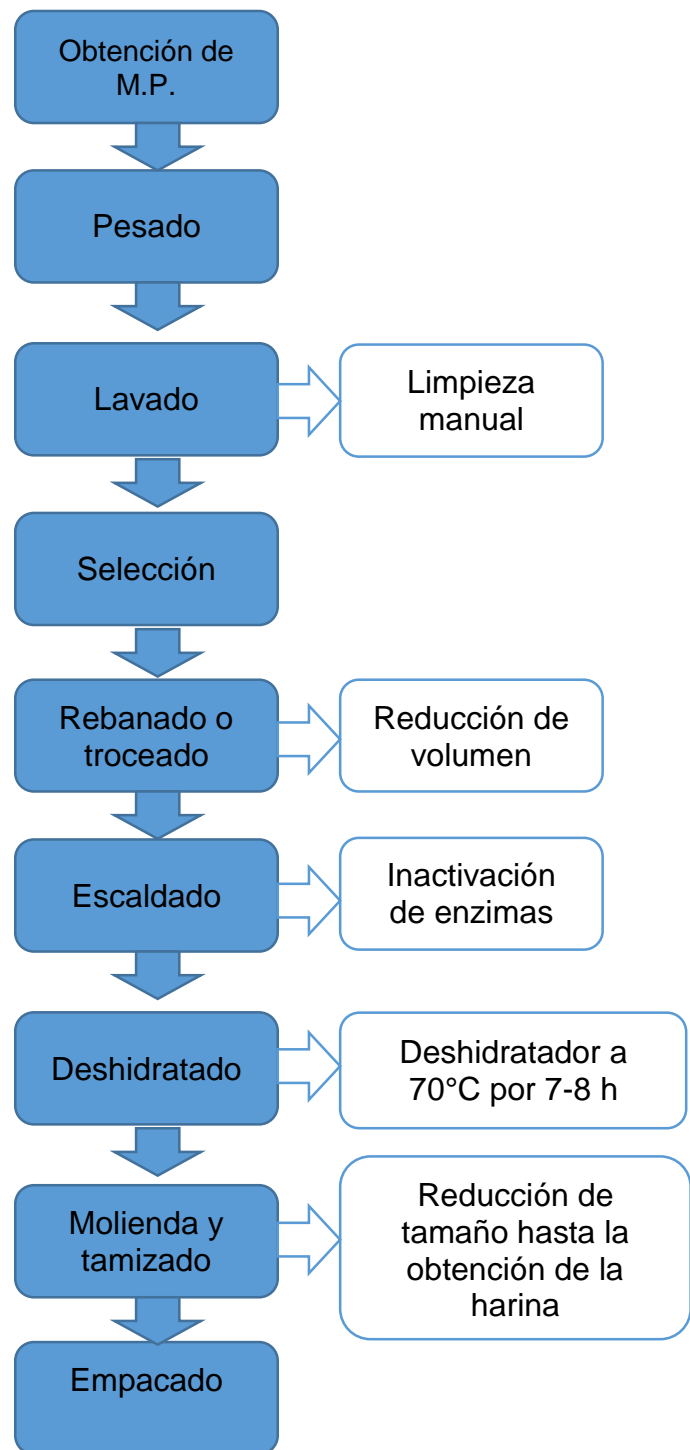 Obtención de
M.P.
Pesado
Lavado
Limpieza
manual
Selección
Rebanado o
troceado
Reducción de
volumen
Escaldado
Inactivación
de enzimas
Deshidratado
Deshidratador a
70°C por 7-8 h
Molienda y
tamizado
Reducción de
tamaño hasta la
obtención de la
harina
Empacado